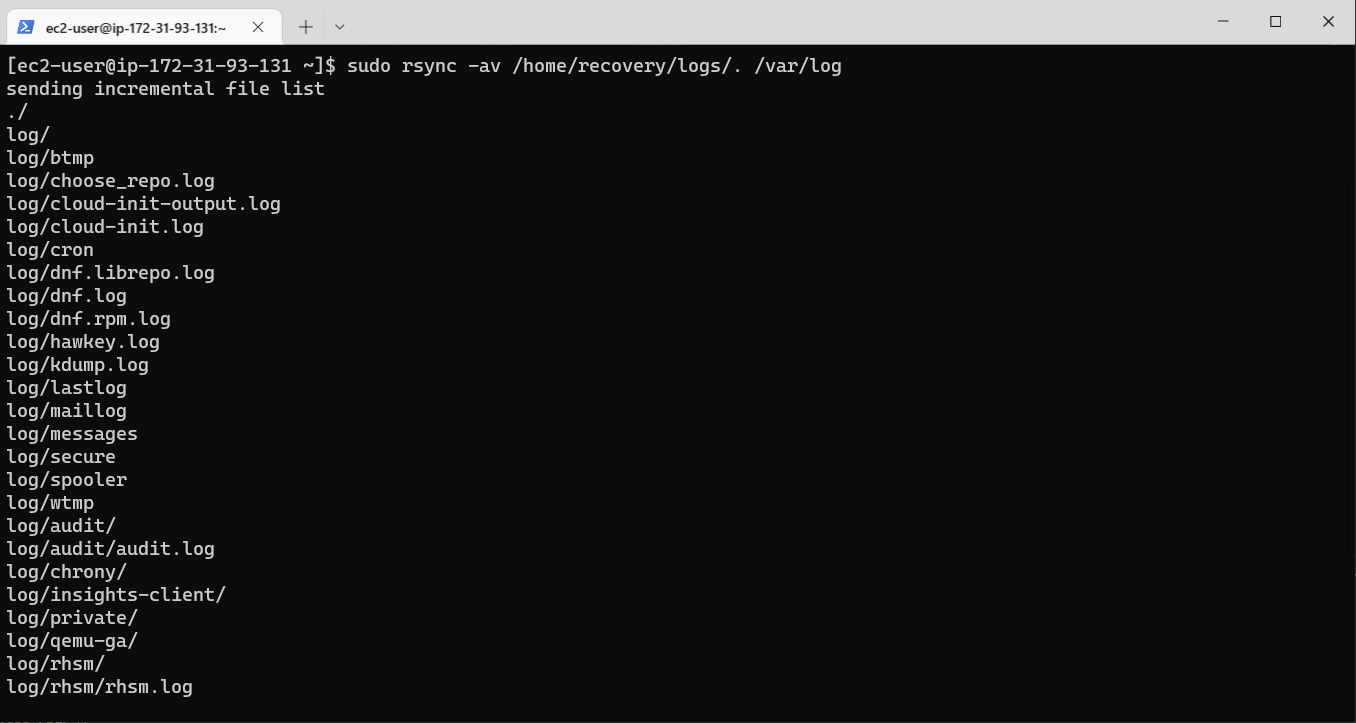 ec2-user@ip-172-31-93-131:~
[ec2-user@ip-172-31-93-131 ~]$ sudo rsync -av /home/recovery/logs/. /var/log
sending incremental file list
./
log/
log/btmp
log/choose_repo.log
log/cloud-init-output.log
log/cloud-init.log
log/cron
log/dnf.librepo.log
log/dnf.log
log/dnf.rpm.log
log/hawkey.log
log/kdump.log
log/lastlog
log/maillog
log/messages
log/secure
log/spooler
log/wtmp
log/audit/
log/audit/audit.log
log/chrony/
log/insights-client/
log/private/
log/qemu-ga/
log/rhsm/
log/rhsm/rhsm.log